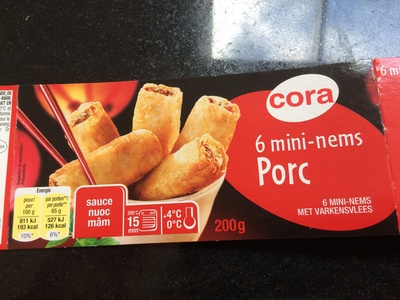 cora
6 mini-nems
Porc
6 MINI-NEMS
MET VARKENSVLEES
200g
sauce
nuoc
mâm
200°C
15
min
-4°C
0°C
Energie
pour/
per
100 g
par portion**/
per portie**
65 g
811 kJ
193 kcal
10%*
527 kJ
126 kcal
6%*
6 mi